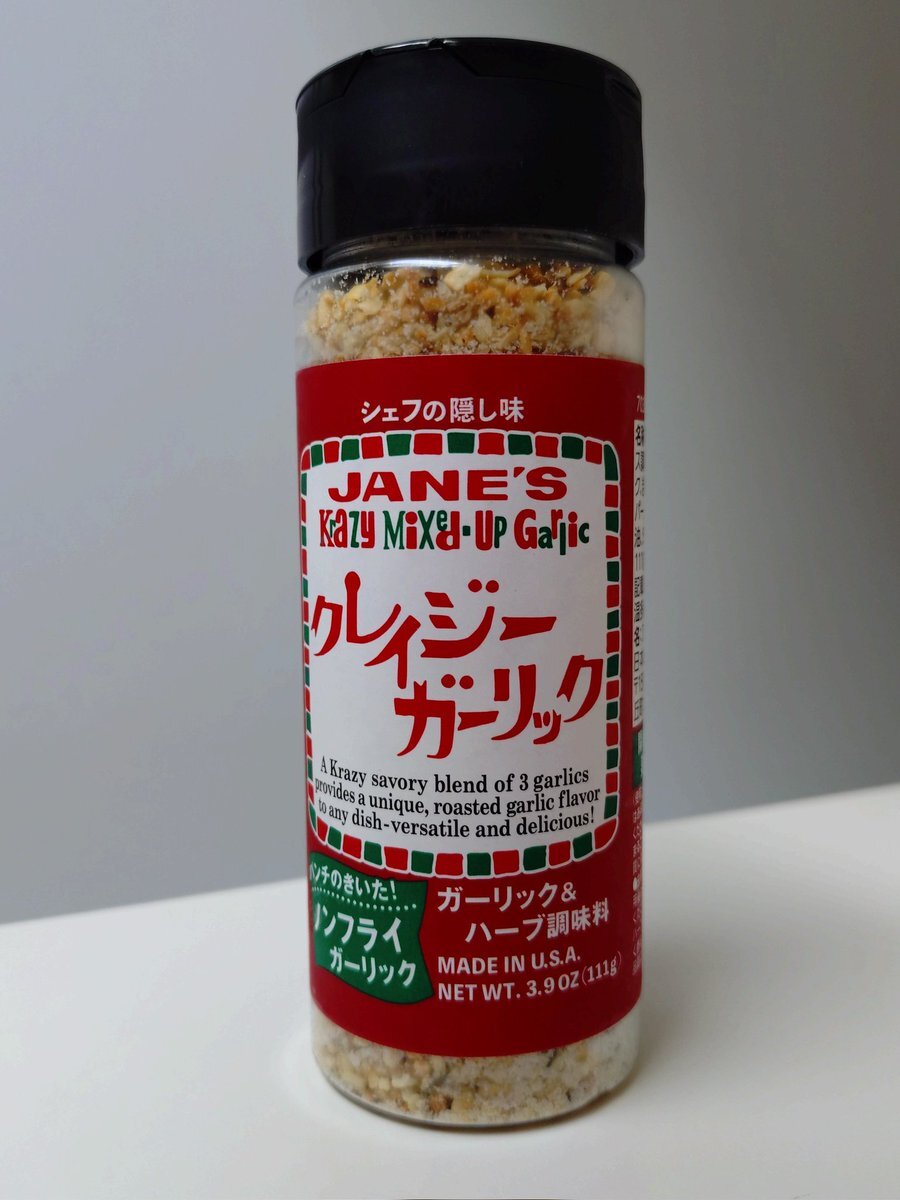 シェフの隠し味
JANE'S
Krazy Mixed-Up Garlic
クレイジー
ガーリック
A Krazy savory blend of 3 garlics
provides a unique, roasted garlic flavor
to any dish-versatile and delicious!
パンチのきいた!
ノンフライ
ガーリック
ガーリック&
ハーブ調味料
MADE IN U.S.A.
NET WT. 3.9 OZ (111g)